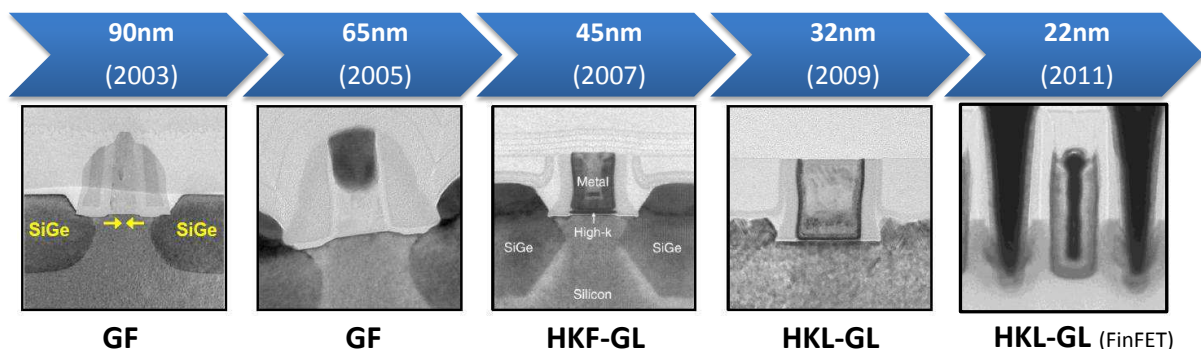 90nm
(2003)
65nm
(2005)
45nm
(2007)
32nm
(2009)
22nm
(2011)
SiGe
SiGe
Metal
High-k
SiGe
SiGe
Silicon
GF
GF
HKF-GL
HKL-GL
HKL-GL (FinFET)